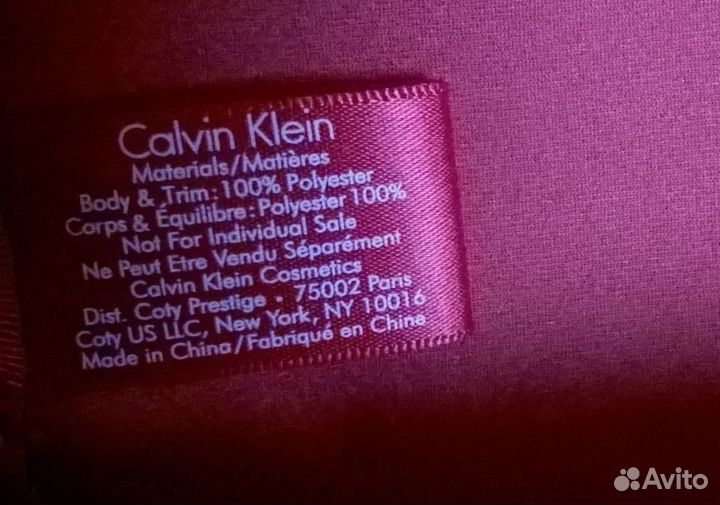 Calvin Klein
Materials/Matières
Body & Trim: 100% Polyester
Corps & Équilibre: Polyester 100%
Not For Individual Sale
Ne Peut Etre Vendu Séparément
Calvin Klein Cosmetics
Dist. Coty Prestige • 75002 Paris
Coty US LLC, New York, NY 10016
Made in China/Fabriqué en Chine
Avito